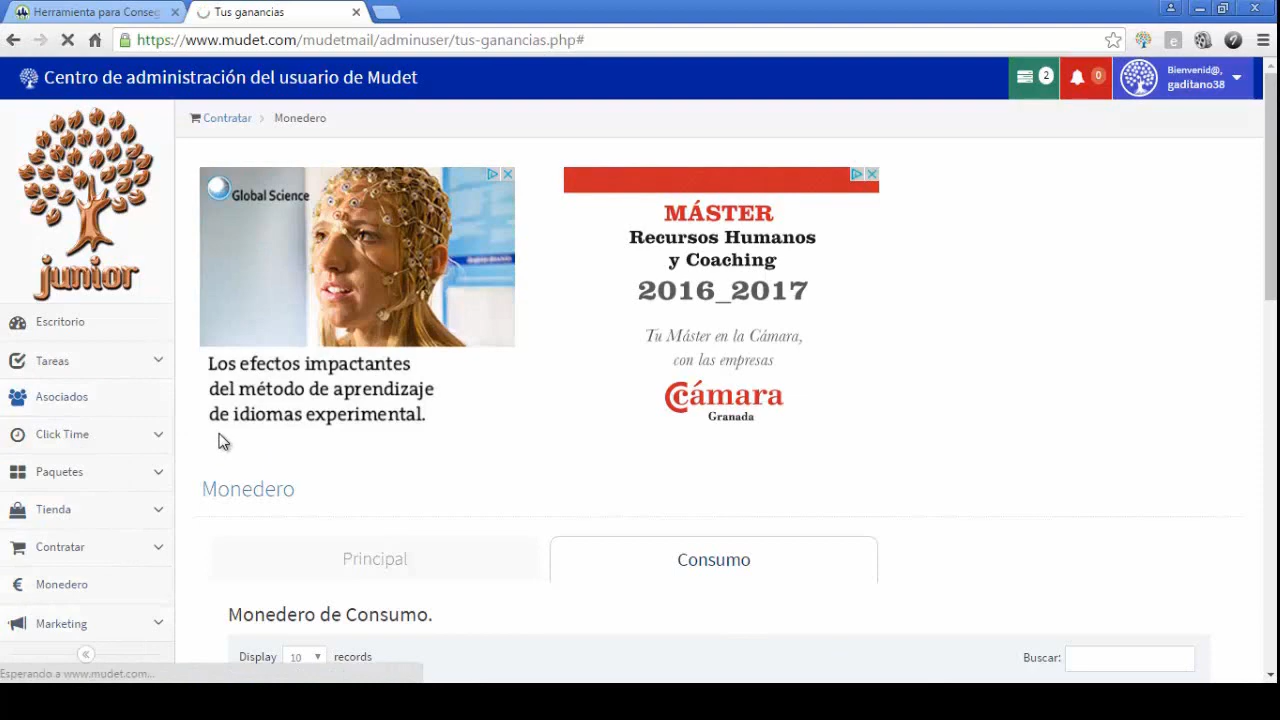 Herramienta para Conseg
Tus ganancias
https://www.mudet.com/mudetmail/adminuser/tus-ganancias.php#
Centro de administración del usuario de Mudet
2
0
Bienvenid@,
gaditano38
junior
Contratar
Monedero
Global Science
Los efectos impactantes
del método de aprendizaje
de idiomas experimental.
MÁSTER
Recursos Humanos
y Coaching
2016_2017
Tu Máster en la Cámara,
con las empresas
Cámara
Granada
Escritorio
Tareas
Asociados
Click Time
Paquetes
Tienda
Contratar
Monedero
Marketing
Monedero
Principal
Consumo
Monedero de Consumo.
Display 10 records
Buscar:
Esperando a www.mudet.com...